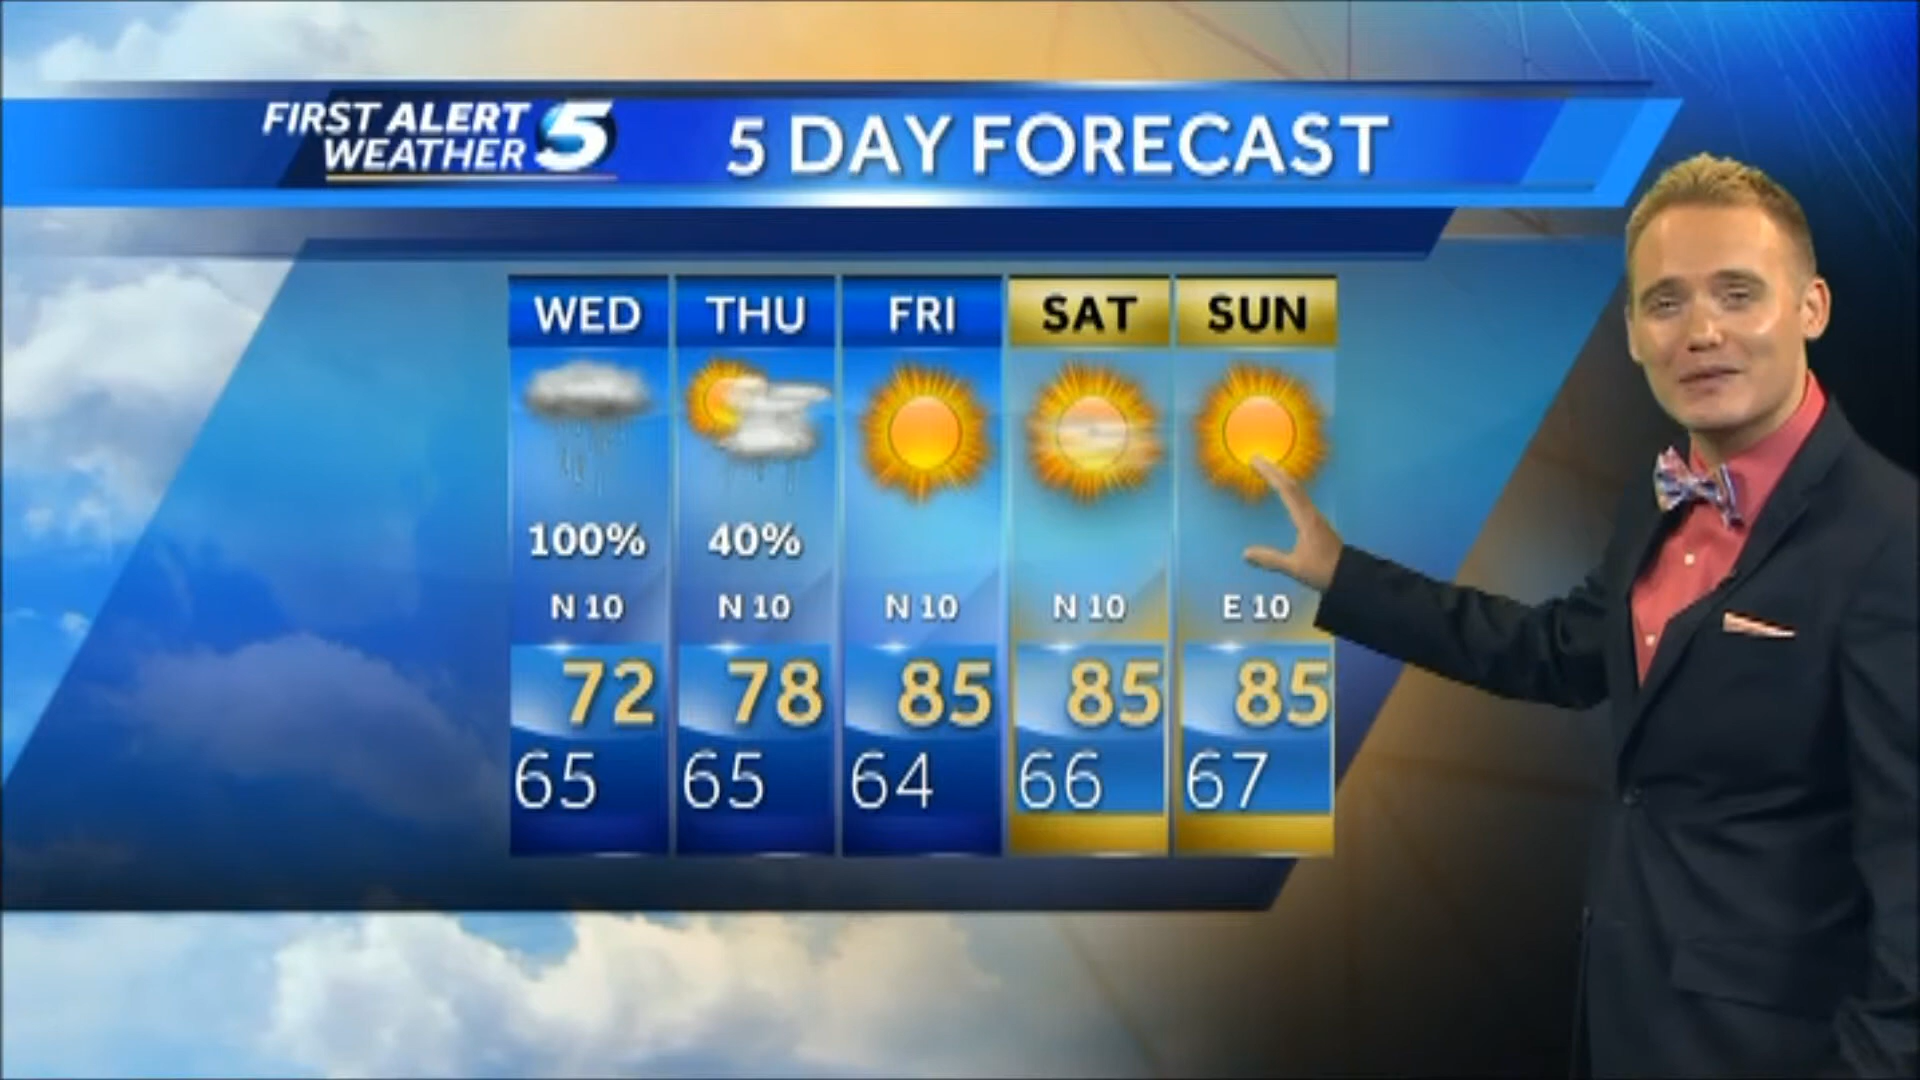 FIRST ALERT
WEATHER 5
5 DAY FORECAST
WED THU FRI SAT SUN
100% 40%
N 10 N 10 N 10 N 10 E 10
72 78 85 85 85
65 65 64 66 67